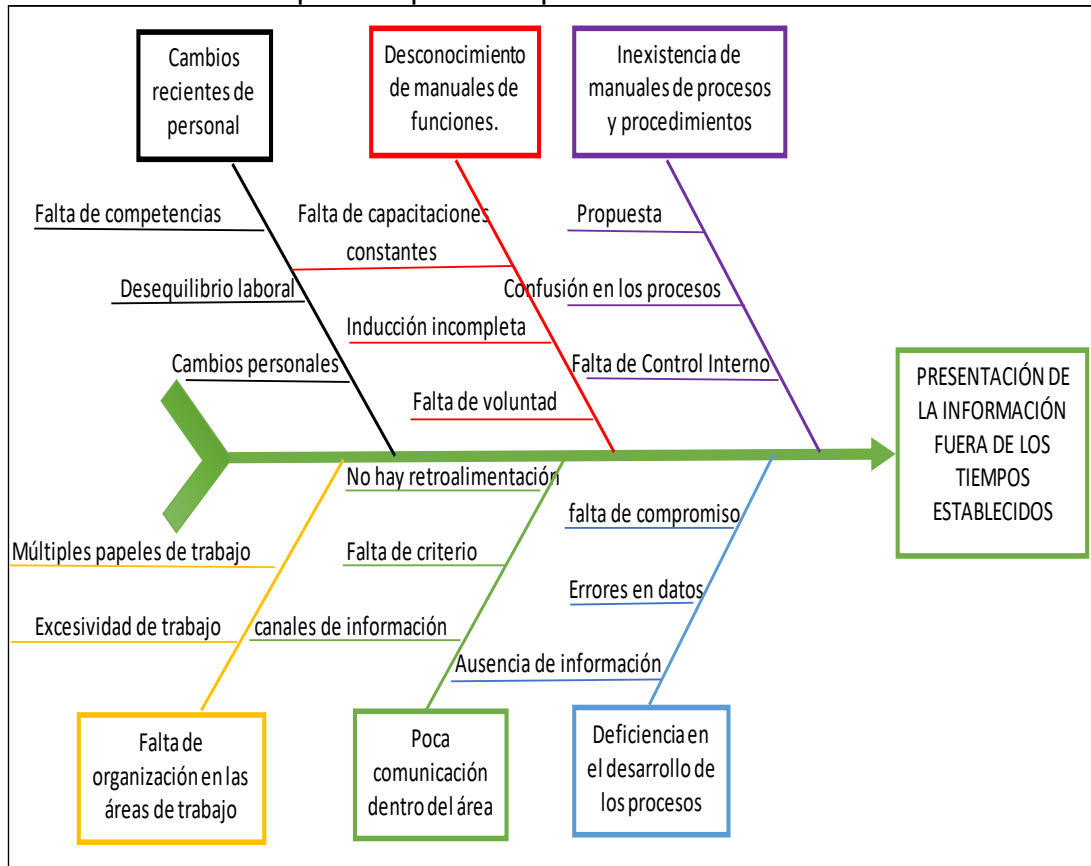 Cambios
recientes de
personal
Desconocimiento
de manuales de
funciones.
Inexistencia de
manuales de procesos
y procedimientos
Falta de competencias
Desequilibrio laboral
Cambios personales
Falta de capacitaciones
constantes
Inducción incompleta
Falta de voluntad
Propuesta
Confusión en los procesos
Falta de Control Interno
PRESENTACIÓN DE
LA INFORMACIÓN
FUERA DE LOS
TIEMPOS
ESTABLECIDOS
Múltiples papeles de trabajo
Excesividad de trabajo
No hay retroalimentación
Falta de criterio
canales de información
falta de compromiso
Errores en datos
Ausencia de información
Falta de
organización en las
áreas de trabajo
Poca
comunicación
dentro del área
Deficiencia en
el desarrollo de
los procesos